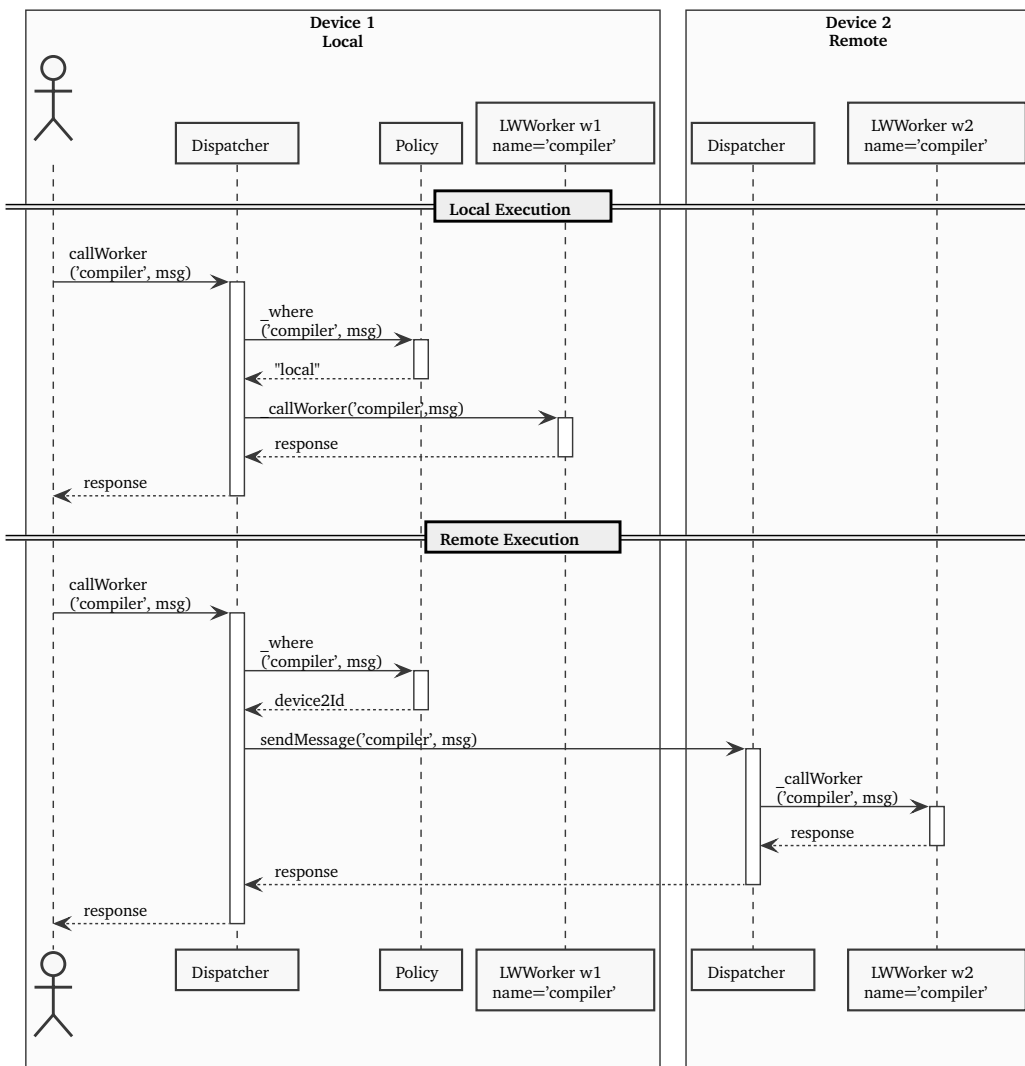 Device 1
Local
Device 2
Remote
Dispatcher
Policy
LWWorker w1
name=’compiler’
Dispatcher
LWWorker w2
name=’compiler’
Local Execution
callWorker
(’compiler’, msg)
_where
(’compiler’, msg)
"local"
_callWorker(’compiler’,msg)
response
response
Remote Execution
callWorker
(’compiler’, msg)
_where
(’compiler’, msg)
device2Id
sendMessage(’compiler’, msg)
_callWorker
(’compiler’, msg)
response
response
response
Dispatcher
Policy
LWWorker w1
name=’compiler’
Dispatcher
LWWorker w2
name=’compiler’